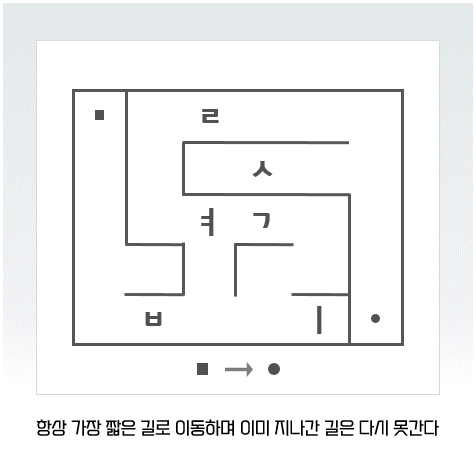 ㄹ
ㅅ
ㅕ ㄱ
ㅂ ㅣ
■ → ●
항상 가장 짧은 길로 이동하며 이미 지나간 길은 다시 못간다